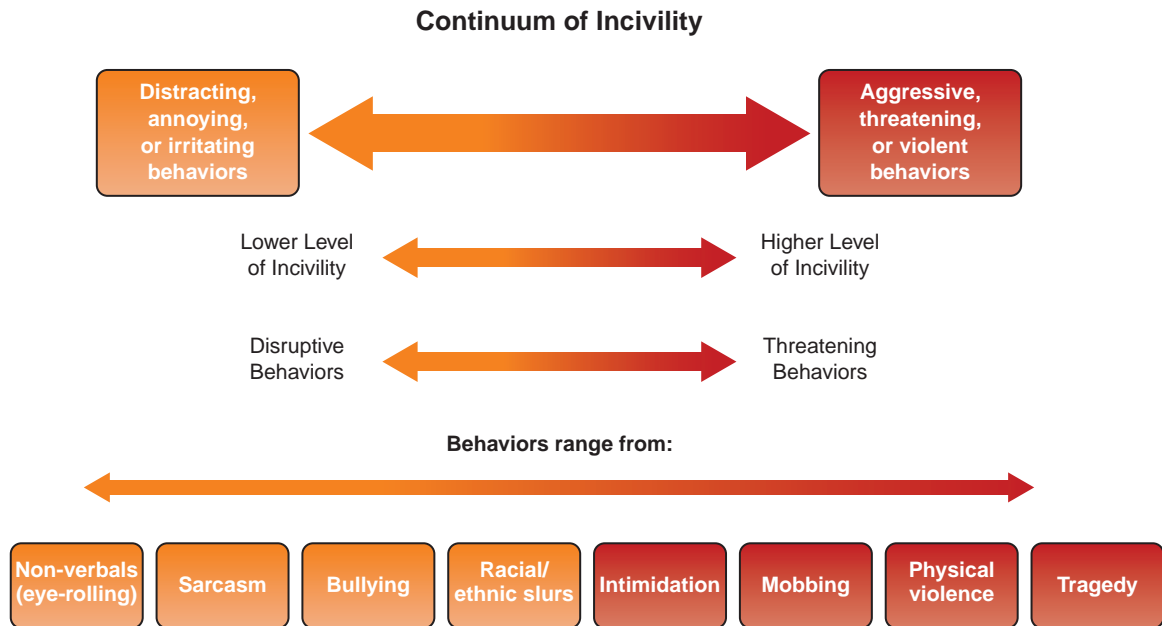 Continuum of Incivility
Distracting,
annoying,
or irritating
behaviors
Aggressive,
threatening,
or violent
behaviors
Lower Level
of Incivility
Higher Level
of Incivility
Disruptive
Behaviors
Threatening
Behaviors
Behaviors range from:
Non-verbals
(eye-rolling)
Sarcasm
Bullying
Racial/
ethnic slurs
Intimidation
Mobbing
Physical
violence
Tragedy